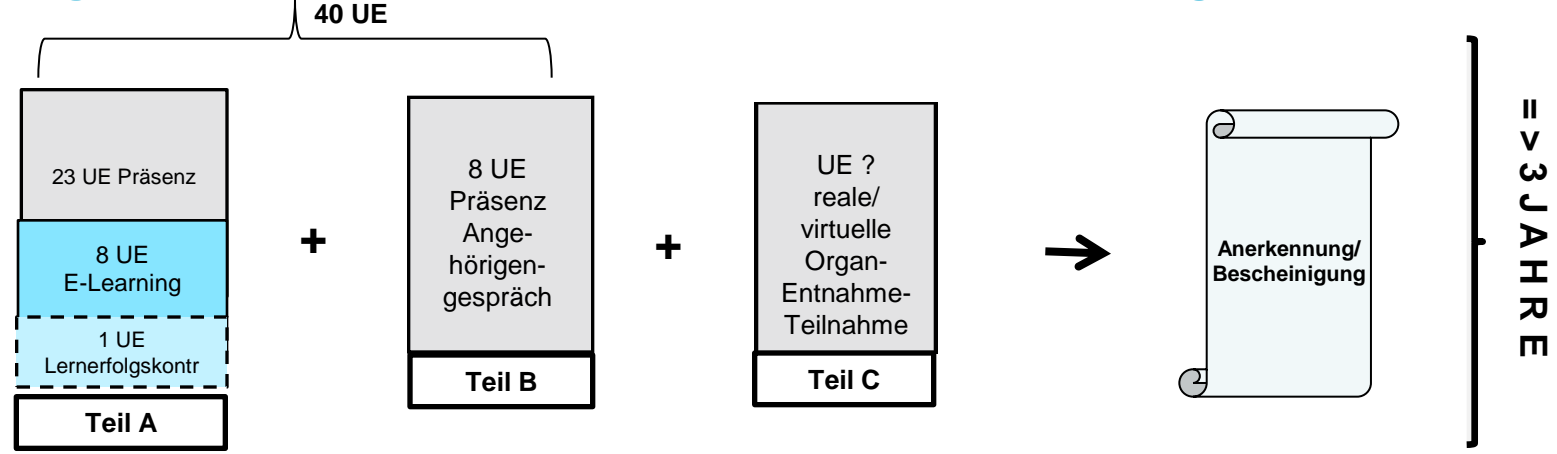 40 UE
23 UE Präsenz
8 UE
E-Learning
1 UE
Lernerfolgskontr
Teil A
+
8 UE
Präsenz
Ange-
hörigen-
gespräch
Teil B
+
UE ?
reale/
virtuelle
Organ-
Entnahme-
Teilnahme
Teil C
Anerkennung/
Bescheinigung
=>3 JAHRE